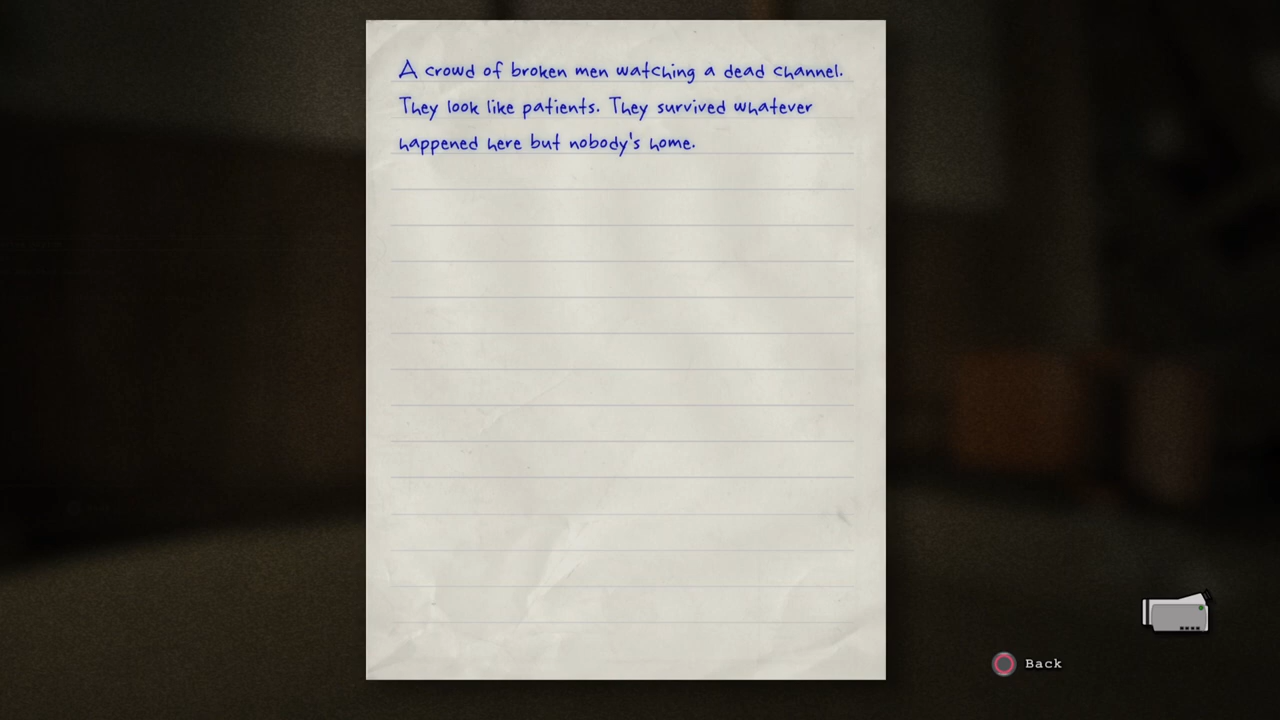 A crowd of broken men watching a dead channel.
They look like patients. They survived whatever
happened here but nobody's home.
Back